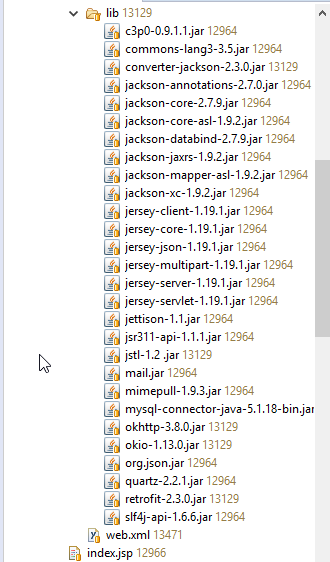 lib 13129
c3p0-0.9.1.1.jar 12964
commons-lang3-3.5.jar 12964
converter-jackson-2.3.0.jar 13129
jackson-annotations-2.7.0.jar 12964
jackson-core-2.7.9.jar 12964
jackson-core-asl-1.9.2.jar 12964
jackson-databind-2.7.9.jar 12964
jackson-jaxrs-1.9.2.jar 12964
jackson-mapper-asl-1.9.2.jar 12964
jackson-xc-1.9.2.jar 12964
jersey-client-1.19.1.jar 12964
jersey-core-1.19.1.jar 12964
jersey-json-1.19.1.jar 12964
jersey-multipart-1.19.1.jar 12964
jersey-server-1.19.1.jar 12964
jersey-servlet-1.19.1.jar 12964
jettison-1.1.jar 12964
jsr311-api-1.1.1.jar 12964
jstl-1.2 .jar 13129
mail.jar 12964
mimepull-1.9.3.jar 12964
mysql-connector-java-5.1.18-bin.jar
okhttp-3.8.0.jar 13129
okio-1.13.0.jar 13129
org.json.jar 12964
quartz-2.2.1.jar 12964
retrofit-2.3.0.jar 13129
slf4j-api-1.6.6.jar 12964
web.xml 13471
index.jsp 12966